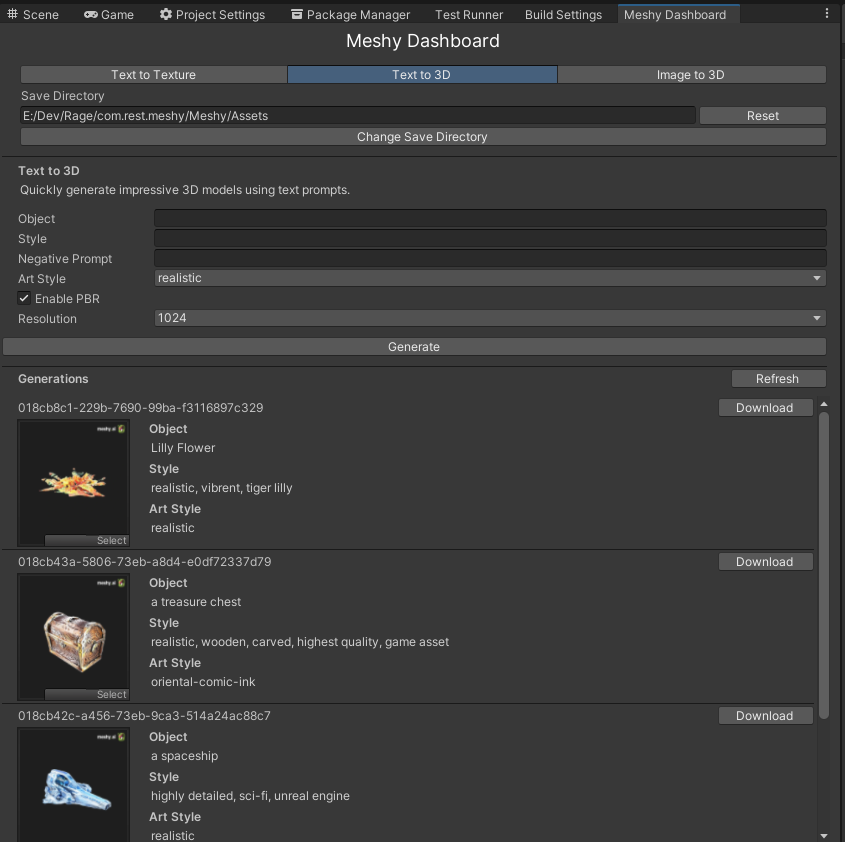 Scene Game Project Settings Package Manager Test Runner Build Settings Meshy Dashboard
Meshy Dashboard
Text to Texture Text to 3D Image to 3D
Save Directory
E:/Dev/Rage/com.rest.meshy/Meshy/Assets Reset
Change Save Directory
Text to 3D
Quickly generate impressive 3D models using text prompts.
Object
Style
Negative Prompt
Art Style realistic
Enable PBR
Resolution 1024
Generate
Generations Refresh
018cb8c1-229b-7690-99ba-f3116897c329 Download
meshy.ai
Object
Lilly Flower
Style
realistic, vibrent, tiger lilly
Art Style
realistic
Select
018cb43a-5806-73eb-a8d4-e0df72337d79 Download
meshy.ai
Object
a treasure chest
Style
realistic, wooden, carved, highest quality, game asset
Art Style
oriental-comic-ink
Select
018cb42c-a456-73eb-9ca3-514a24ac88c7 Download
meshy.ai
Object
a spaceship
Style
highly detailed, sci-fi, unreal engine
Art Style
realistic